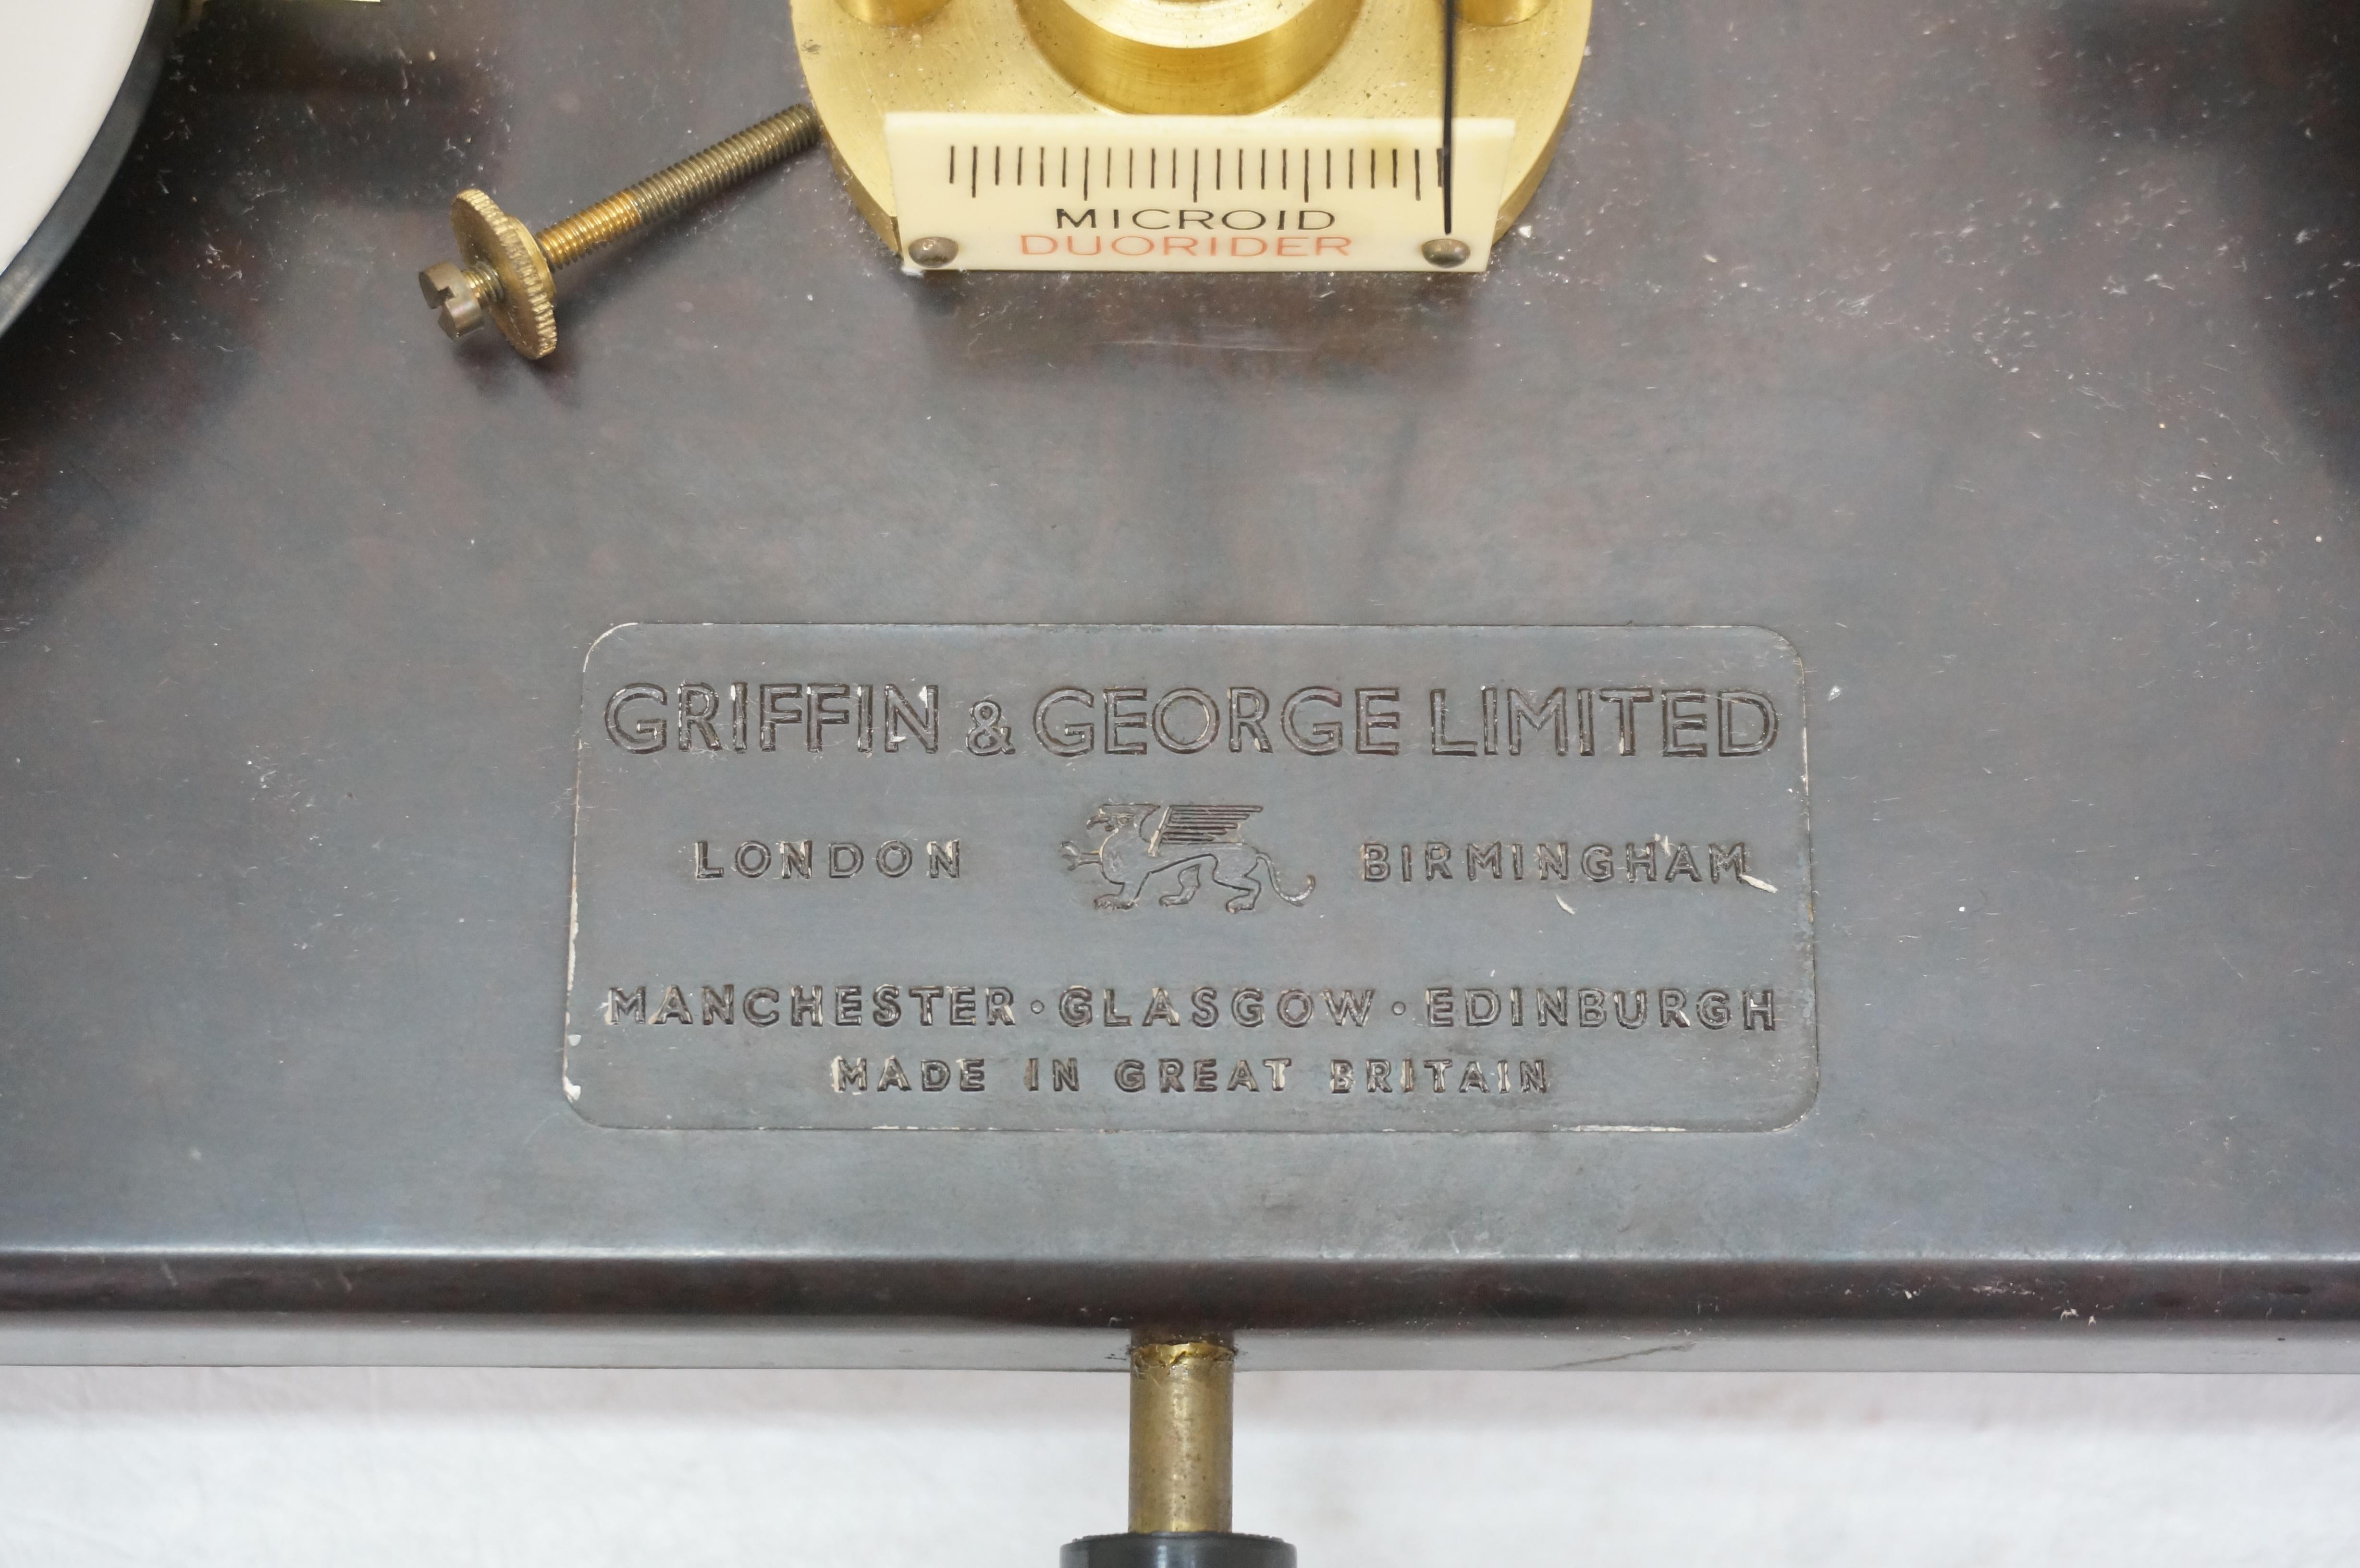 MICROID
DUORIDER
GRIFFIN & GEORGE LIMITED
LONDON BIRMINGHAM
MANCHESTER · GLASGOW · EDINBURGH
MADE IN GREAT BRITAIN